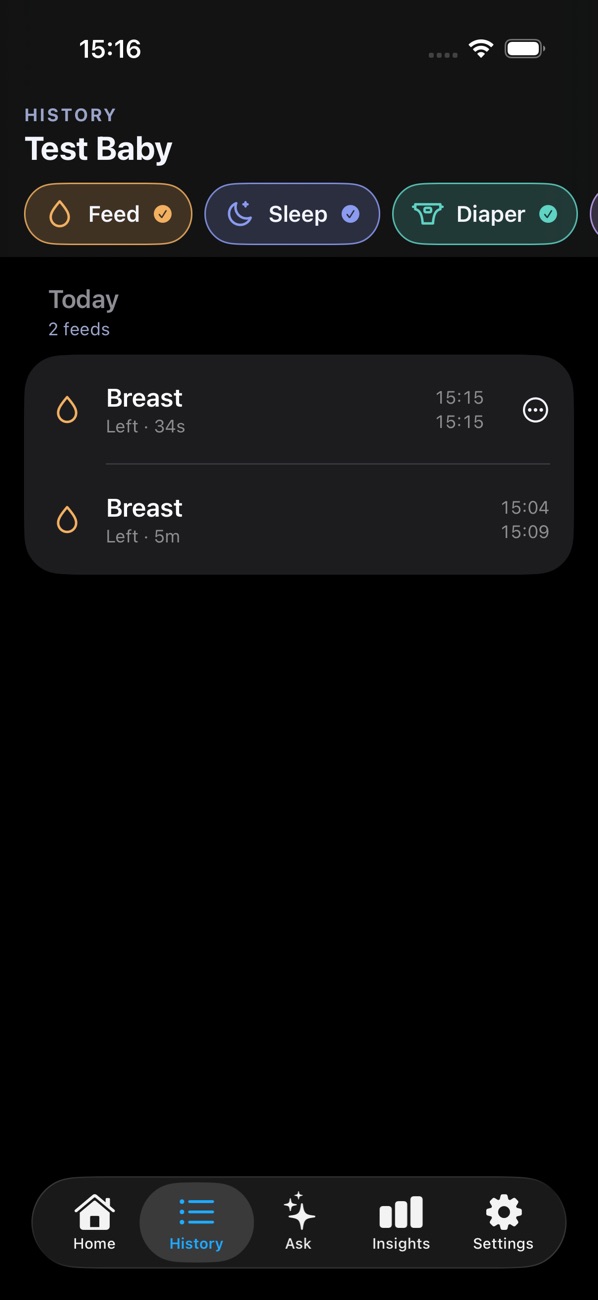 15:16
HISTORY
Test Baby
Feed
Sleep
Diaper
Today
2 feeds
Breast
Left · 34s
15:15
15:15
Breast
Left · 5m
15:04
15:09
Home
History
Ask
Insights
Settings